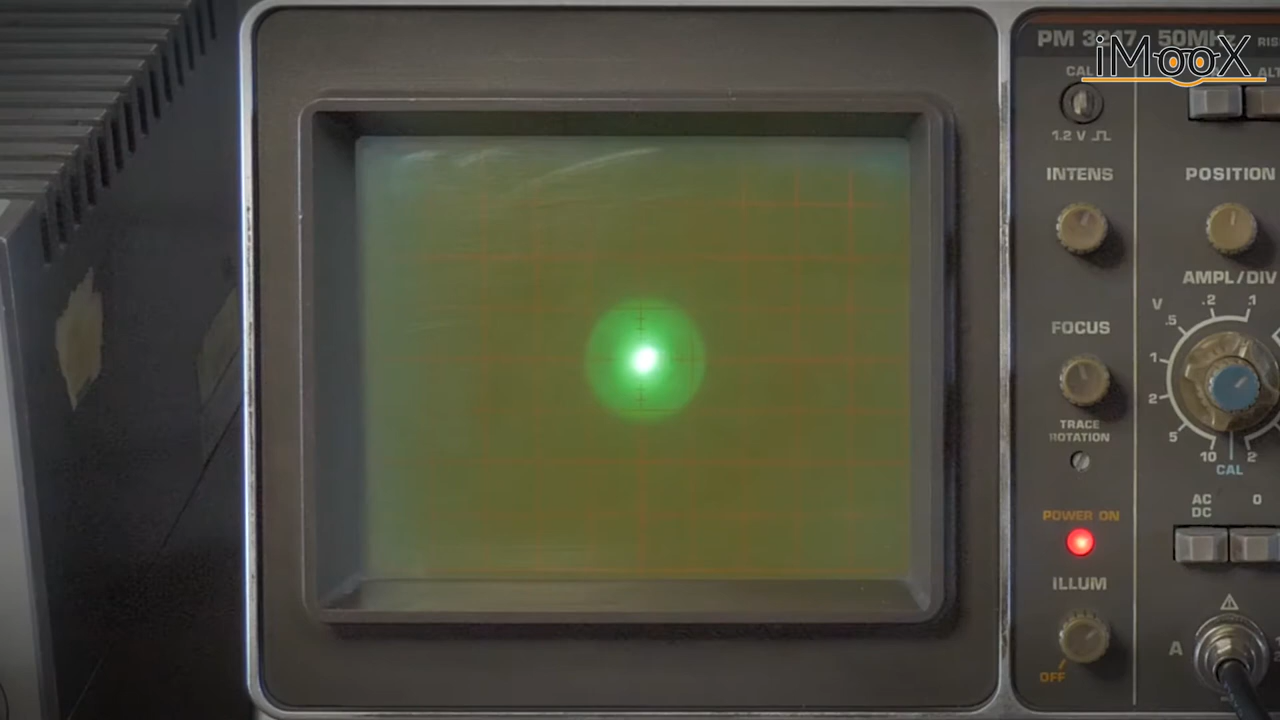 PM 3217 50MHz
iMooX
CAL
ALT
1.2 V
INTENS
POSITION
AMPL/DIV
V
.5
.2
.1
1
2
5
10
2
CAL
FOCUS
TRACE
ROTATION
AC
DC
0
POWER ON
ILLUM
A
OFF